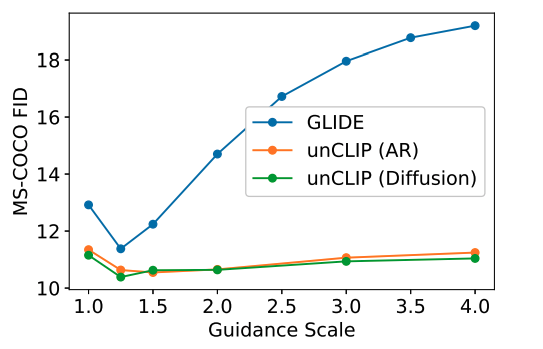 MS-COCO FID
18
16
14
12
10
GLIDE
unCLIP (AR)
unCLIP (Diffusion)
1.0 1.5 2.0 2.5 3.0 3.5 4.0
Guidance Scale